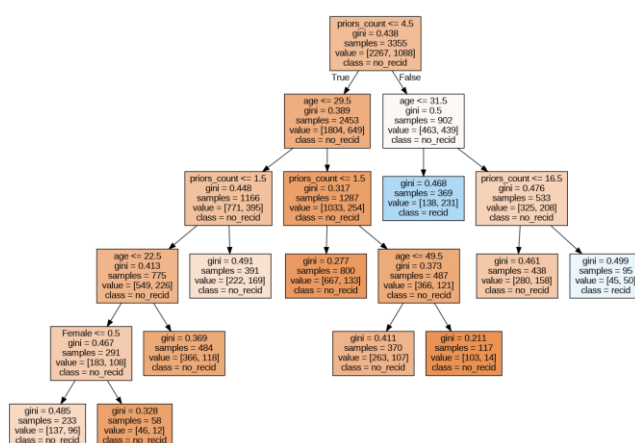 priors_count <= 4.5
gini = 0.438
samples = 3355
value = [2267, 1088]
class = no_recid
True
False
age <= 29.5
gini = 0.389
samples = 2453
value = [1804, 649]
class = no_recid
age <= 31.5
gini = 0.5
samples = 902
value = [463, 439]
class = no_recid
priors_count <= 1.5
gini = 0.448
samples = 1166
value = [771, 395]
class = no_recid
priors_count <= 1.5
gini = 0.317
samples = 1287
value = [1033, 254]
class = no_recid
gini = 0.468
samples = 369
value = [138, 231]
class = recid
priors_count <= 16.5
gini = 0.476
samples = 533
value = [325, 208]
class = no_recid
age <= 22.5
gini = 0.413
samples = 775
value = [549, 226]
class = no_recid
gini = 0.491
samples = 391
value = [222, 169]
class = no_recid
gini = 0.277
samples = 800
value = [667, 133]
class = no_recid
age <= 49.5
gini = 0.373
samples = 487
value = [366, 121]
class = no_recid
gini = 0.461
samples = 438
value = [280, 158]
class = no_recid
gini = 0.499
samples = 95
value = [45, 50]
class = recid
Female <= 0.5
gini = 0.467
samples = 291
value = [183, 108]
class = no_recid
gini = 0.369
samples = 484
value = [366, 118]
class = no_recid
gini = 0.411
samples = 370
value = [263, 107]
class = no_recid
gini = 0.211
samples = 117
value = [103, 14]
class = no_recid
gini = 0.485
samples = 233
value = [137, 96]
class = no_recid
gini = 0.328
samples = 58
value = [46, 12]
class = no_recid